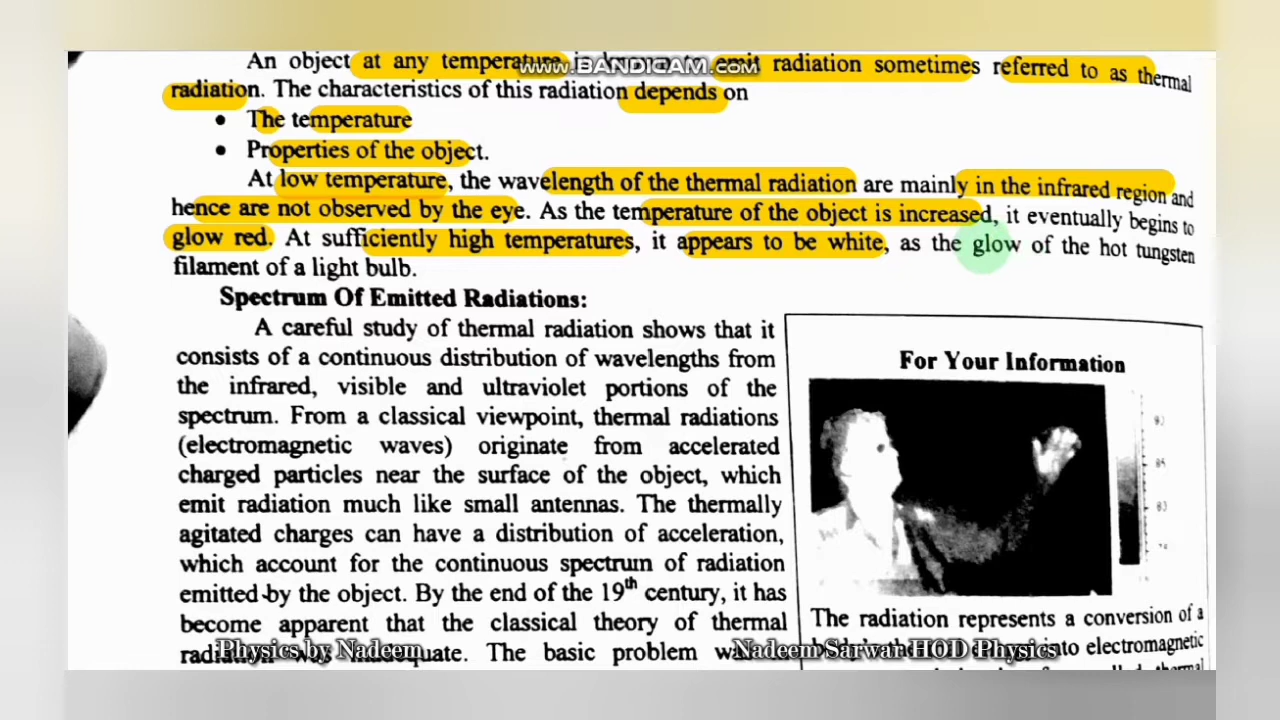 An object at any temperature is known to emit radiation sometimes referred to as thermal
www.BANDICAM.com
radiation. The characteristics of this radiation depends on
• The temperature
• Properties of the object.
At low temperature, the wavelength of the thermal radiation are mainly in the infrared region and
hence are not observed by the eye. As the temperature of the object is increased, it eventually begins to
glow red. At sufficiently high temperatures, it appears to be white, as the glow of the hot tungsten
filament of a light bulb.
Spectrum Of Emitted Radiations:
A careful study of thermal radiation shows that it
consists of a continuous distribution of wavelengths from
the infrared, visible and ultraviolet portions of the
spectrum. From a classical viewpoint, thermal radiations
(electromagnetic waves) originate from accelerated
charged particles near the surface of the object, which
emit radiation much like small antennas. The thermally
agitated charges can have a distribution of acceleration,
which account for the continuous spectrum of radiation
emitted by the object. By the end of the 19th century, it has
become apparent that the classical theory of thermal
radiation was inadequate. The basic problem was
For Your Information
The radiation represents a conversion of a
into electromagnetic
Physics by Nadeem
Nadeem Sarwar HOD Physics